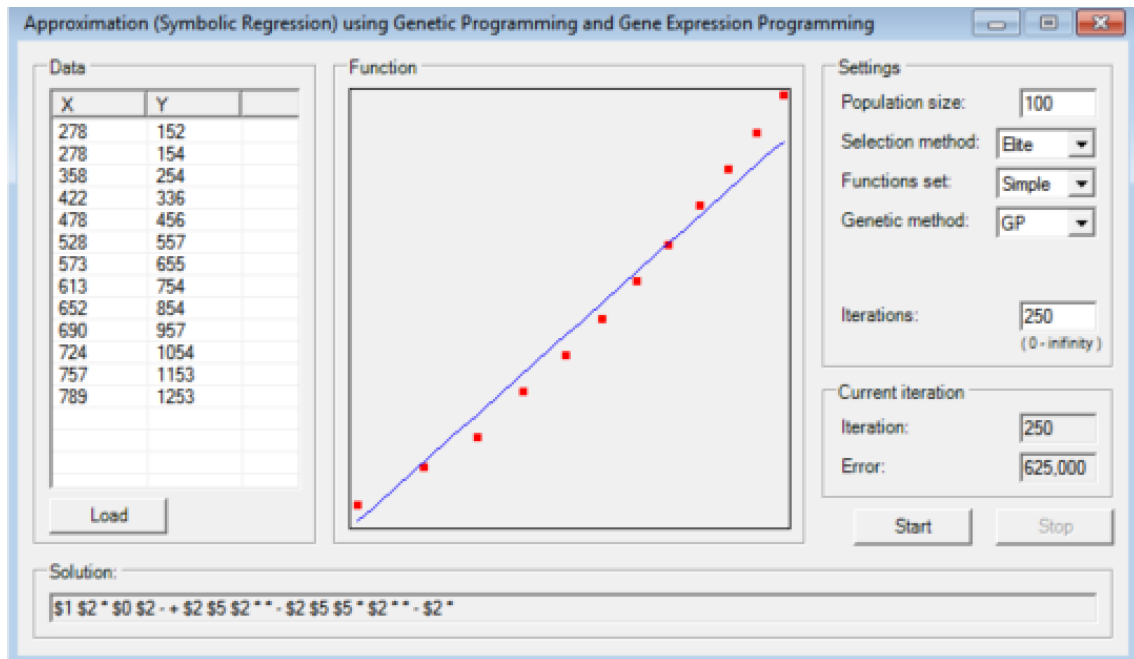 Approximation (Symbolic Regression) using Genetic Programming and Gene Expression Programming
Data
X Y
278 152
278 154
358 254
422 336
478 456
528 557
573 655
613 754
652 854
690 957
724 1054
757 1153
789 1253
Load
Function
Settings
Population size: 100
Selection method: Elite
Functions set: Simple
Genetic method: GP
Iterations: 250
( 0 - infinity )
Current iteration
Iteration: 250
Error: 625,000
Start Stop
Solution:
$1 $2 * $0 $2 - + $2 $5 $2 * * - $2 $5 $5 * $2 * * - $2 *